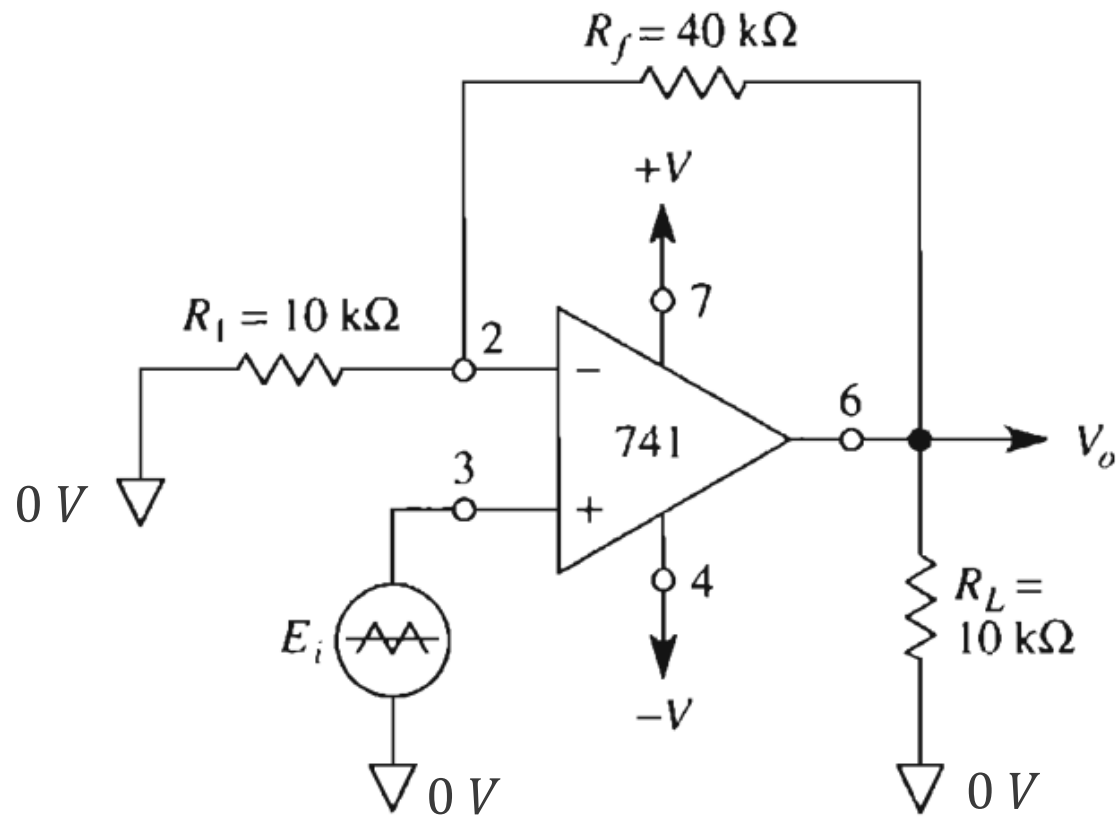 R_f = 40 kΩ
+V
7
R_1 = 10 kΩ
2
−
741
6
V_o
3
+
0 V
4
R_L =
10 kΩ
E_i
−V
0 V
0 V